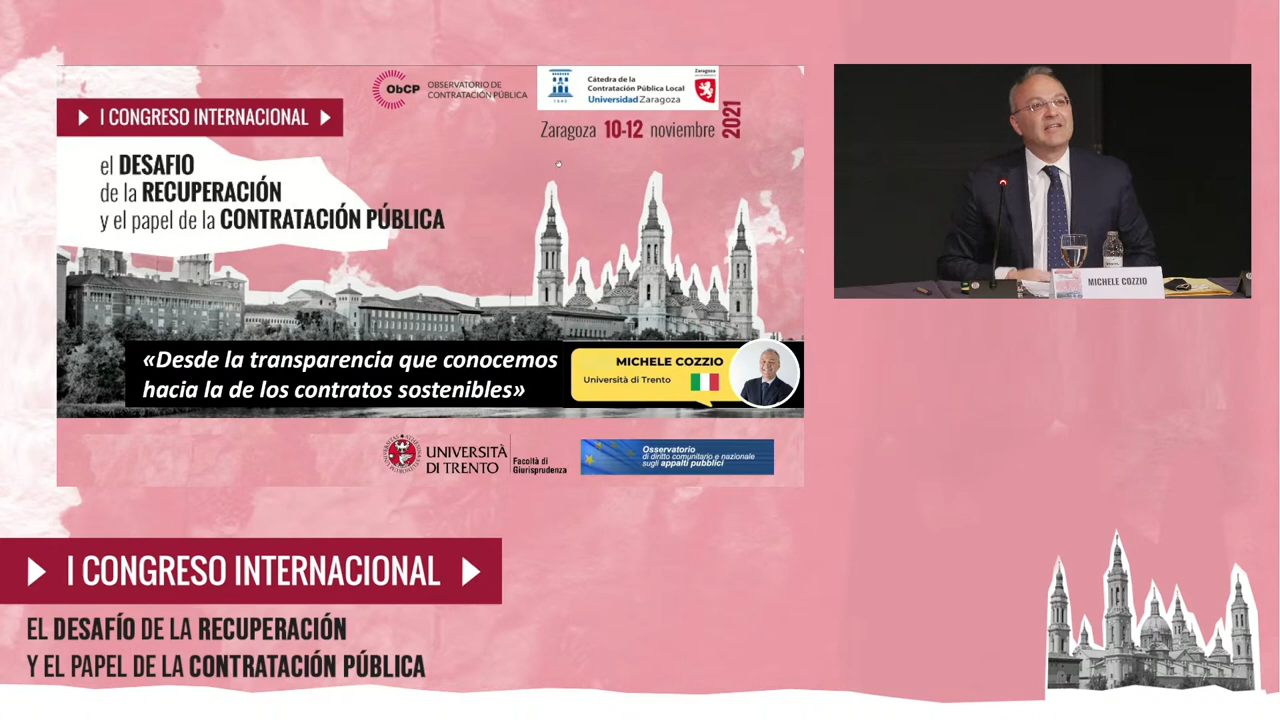 ObCP
OBSERVATORIO DE
CONTRATACIÓN PÚBLICA
Cátedra de la
Contratación Pública Local
Universidad Zaragoza
Zaragoza
I CONGRESO INTERNACIONAL
Zaragoza 10-12 noviembre 2021
el DESAFIO
de la RECUPERACIÓN
y el papel de la CONTRATACIÓN PÚBLICA
«Desde la transparencia que conocemos
hacia la de los contratos sostenibles»
MICHELE COZZIO
Università di Trento
UNIVERSITÀ
DI TRENTO
Facoltà di
Giurisprudenza
Osservatorio
di diritto comunitario e nazionale
sugli appalti pubblici
MICHELE COZZIO
I CONGRESO INTERNACIONAL
EL DESAFÍO DE LA RECUPERACIÓN
Y EL PAPEL DE LA CONTRATACIÓN PÚBLICA